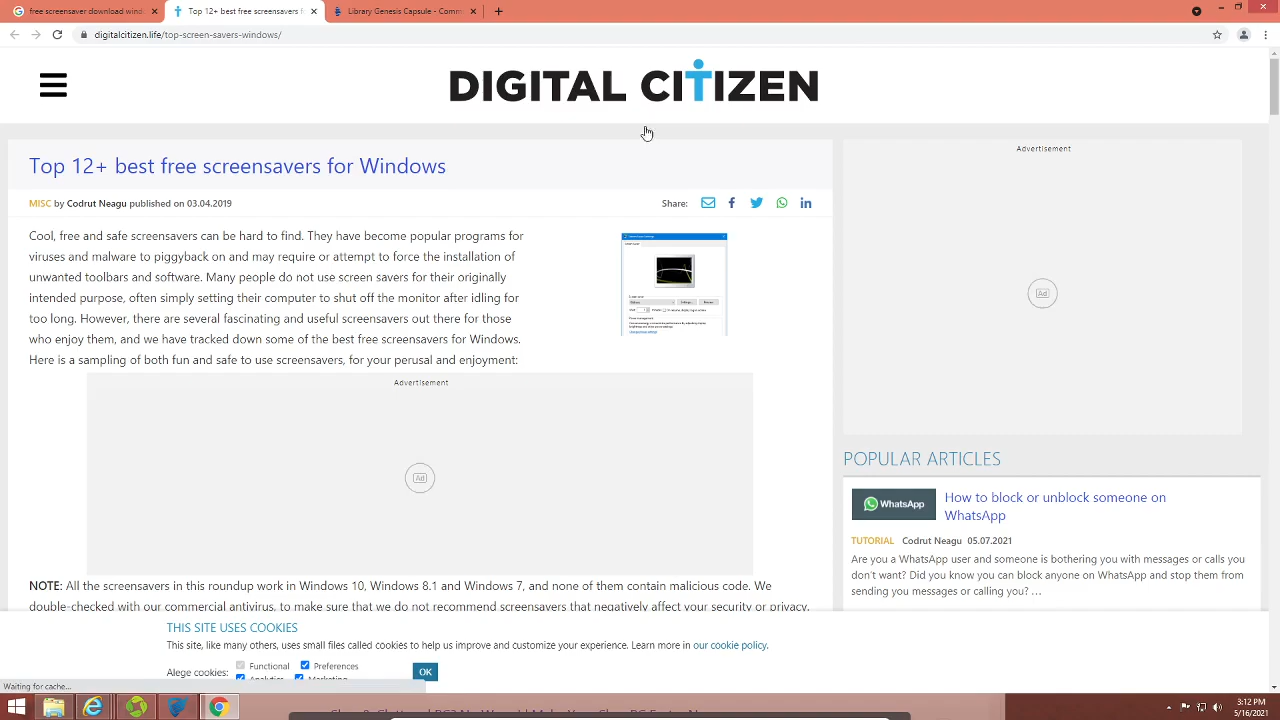 free screensaver download wind
Top 12+ best free screensavers f
Library Genesis Capsule - Comm
digitalcitizen.life/top-screen-savers-windows/
DIGITAL CITIZEN
Top 12+ best free screensavers for Windows
MISC by Codrut Neagu published on 03.04.2019
Share:
Cool, free and safe screensavers can be hard to find. They have become popular programs for
viruses and malware to piggyback on and may require or attempt to force the installation of
unwanted toolbars and software. Many people do not use screen savers for their originally
intended purpose, often simply setting their computer to shut off the monitor after idling for
too long. However, there are several fascinating and useful screensavers out there for those
who enjoy them, and we have hunted down some of the best free screensavers for Windows.
Here is a sampling of both fun and safe to use screensavers, for your perusal and enjoyment:
Advertisement
Ad
NOTE: All the screensavers in this roundup work in Windows 10, Windows 8.1 and Windows 7, and none of them contain malicious code. We
double-checked with our commercial antivirus, to make sure that we do not recommend screensavers that negatively affect your security or privacy.
Advertisement
Ad
POPULAR ARTICLES
WhatsApp
How to block or unblock someone on
WhatsApp
TUTORIAL Codrut Neagu 05.07.2021
Are you a WhatsApp user and someone is bothering you with messages or calls you
don't want? Did you know you can block anyone on WhatsApp and stop them from
sending you messages or calling you? …
THIS SITE USES COOKIES
This site, like many others, uses small files called cookies to help us improve and customize your experience. Learn more in our cookie policy.
Alege cookies:
Functional
Preferences
Analytics
Marketing
OK
Waiting for cache...
3:12 PM
5/16/2021